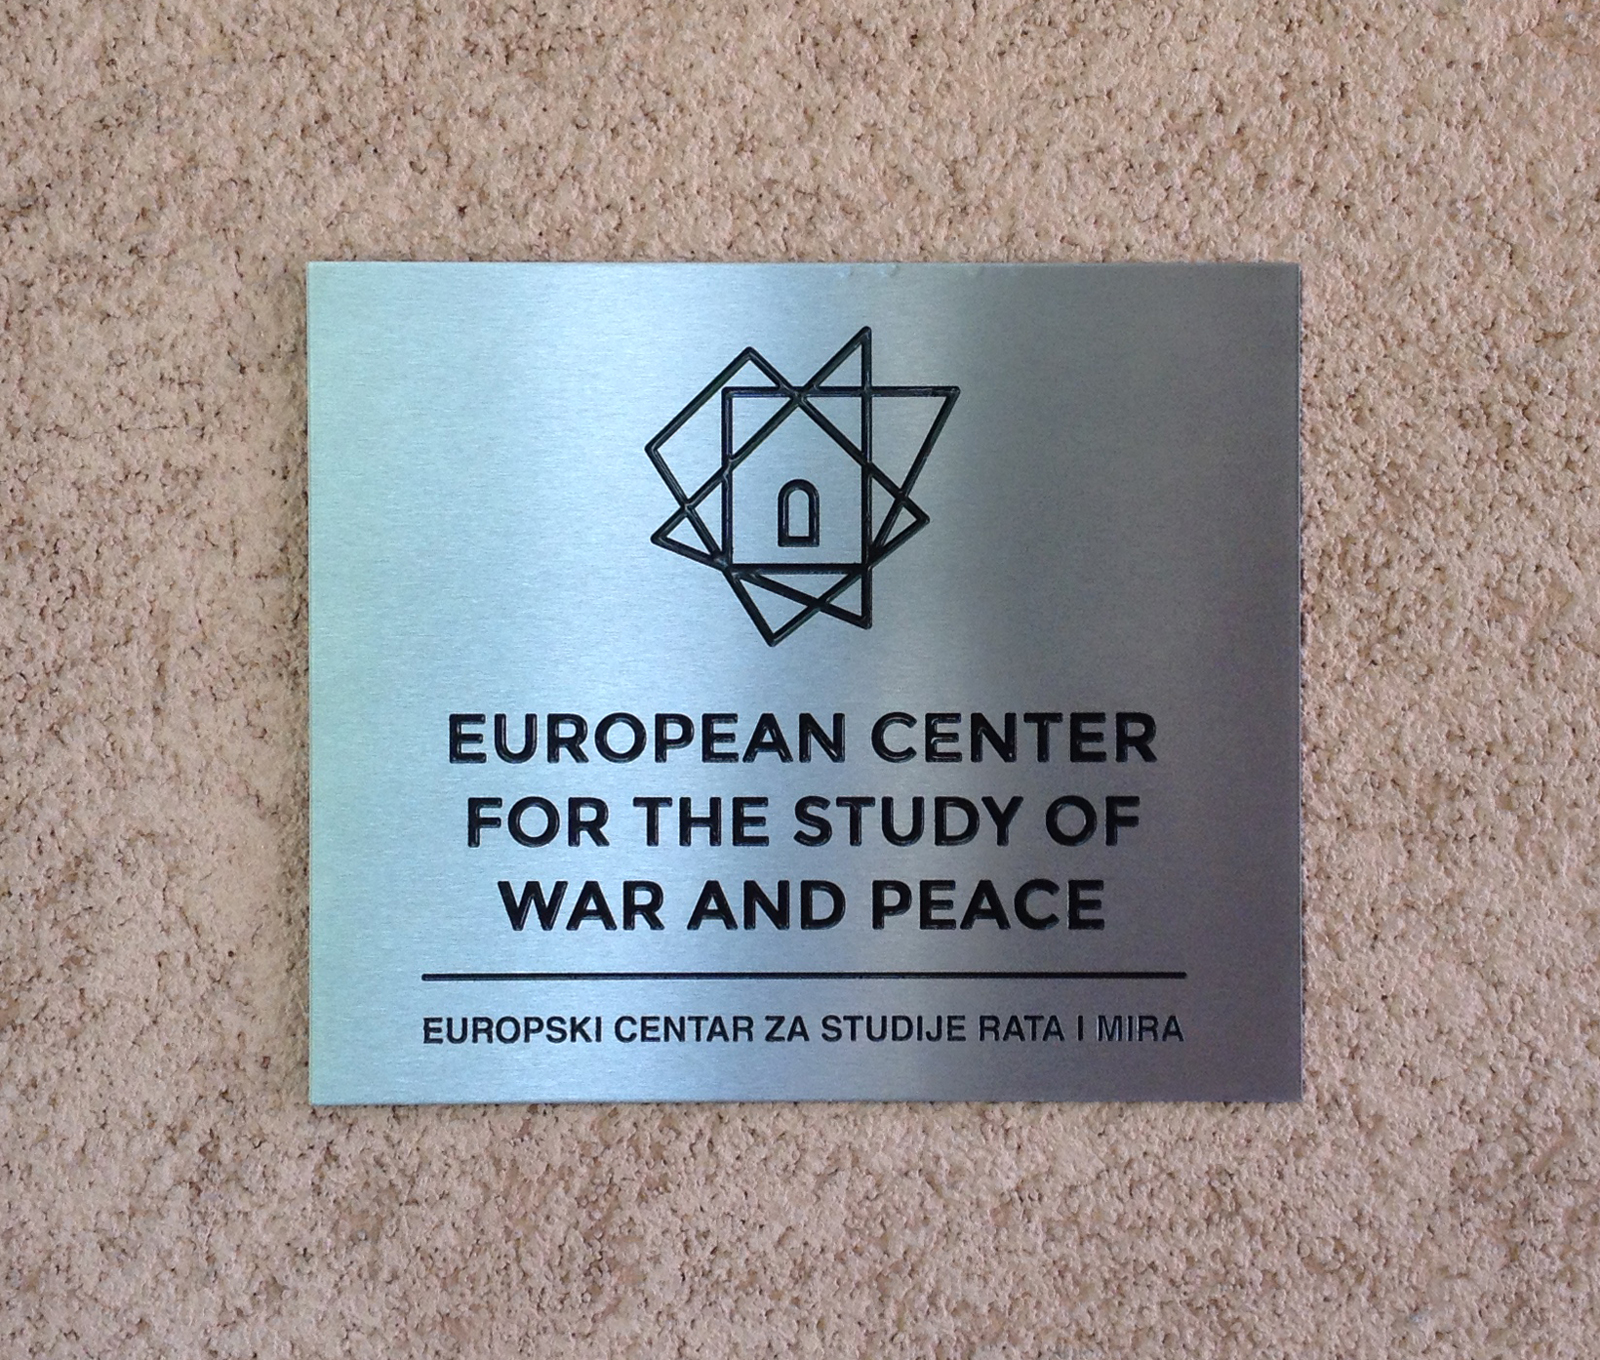 EUROPEAN CENTER
FOR THE STUDY OF
WAR AND PEACE
EUROPSKI CENTAR ZA STUDIJE RATA I MIRA